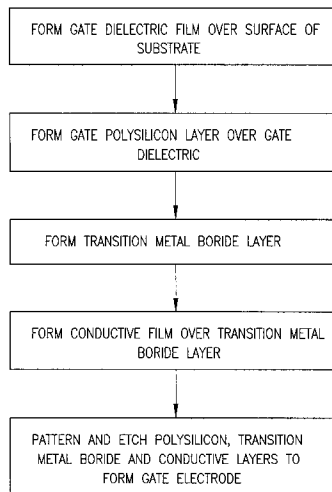 FORM GATE DIELECTRIC FILM OVER SURFACE OF
SUBSTRATE
FORM GATE POLYSILICON LAYER OVER GATE
DIELECTRIC
FORM TRANSITION METAL BORIDE LAYER
FORM CONDUCTIVE FILM OVER TRANSITION METAL
BORIDE LAYER
PATTERN AND ETCH POLYSILICON, TRANSITION
METAL BORIDE AND CONDUCTIVE LAYERS TO
FORM GATE ELECTRODE